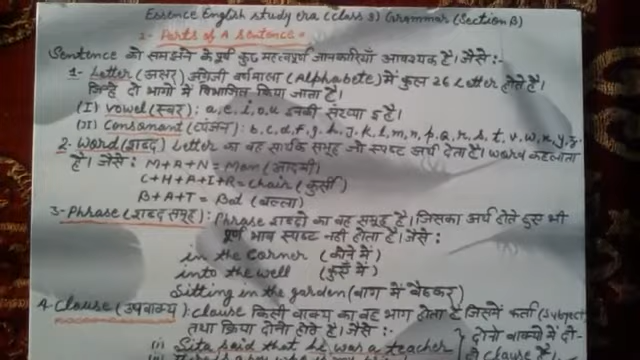 Essence English study era (class 9) Grammar (Section B)
2- Parts of A Sentence =
Sentence को समझने के पूर्व कुछ महत्वपूर्ण जानकारियाँ आवश्यक हैं। जैसे:-
1- Letter (अक्षर) अंग्रेजी वर्णमाला (Alphabete) में कुल 26 Letter होते हैं।
जिन्हें दो भागों में विभाजित किया जाता है।
(I) Vowel (स्वर): a, e, i, o, u इनकी संख्या 5 है।
(II) Consonant (व्यंजन): b, c, d, f, g, h, j, k, l, m, n, p, q, r, s, t, v, w, x, y, z.
2. Word (शब्द) Letter का वह सार्थक समूह जो स्पष्ट अर्थ देता है। word कहलाता
है। जैसे: M+A+N = Man (आदमी)
C+H+A+I+R = Chair (कुर्सी)
B+A+T = Bat (बल्ला)
3- Phrase (शब्द समूह): Phrase शब्दों का वह समूह है। जिसका अर्थ होते हुए भी
पूर्ण भाव स्पष्ट नहीं होता है। जैसे:
in the corner (कोने में)
into the well (कुएँ में)
Sitting in the garden (बाग में बैठकर)
4- Clause (उपवाक्य): Clause किसी वाक्य का वह भाग होता है जिसमें कर्ता (Subject)
तथा क्रिया दोनों होते हैं। जैसे:-
(i) Sita said that he was a teacher } दोनों वाक्यों में दो-